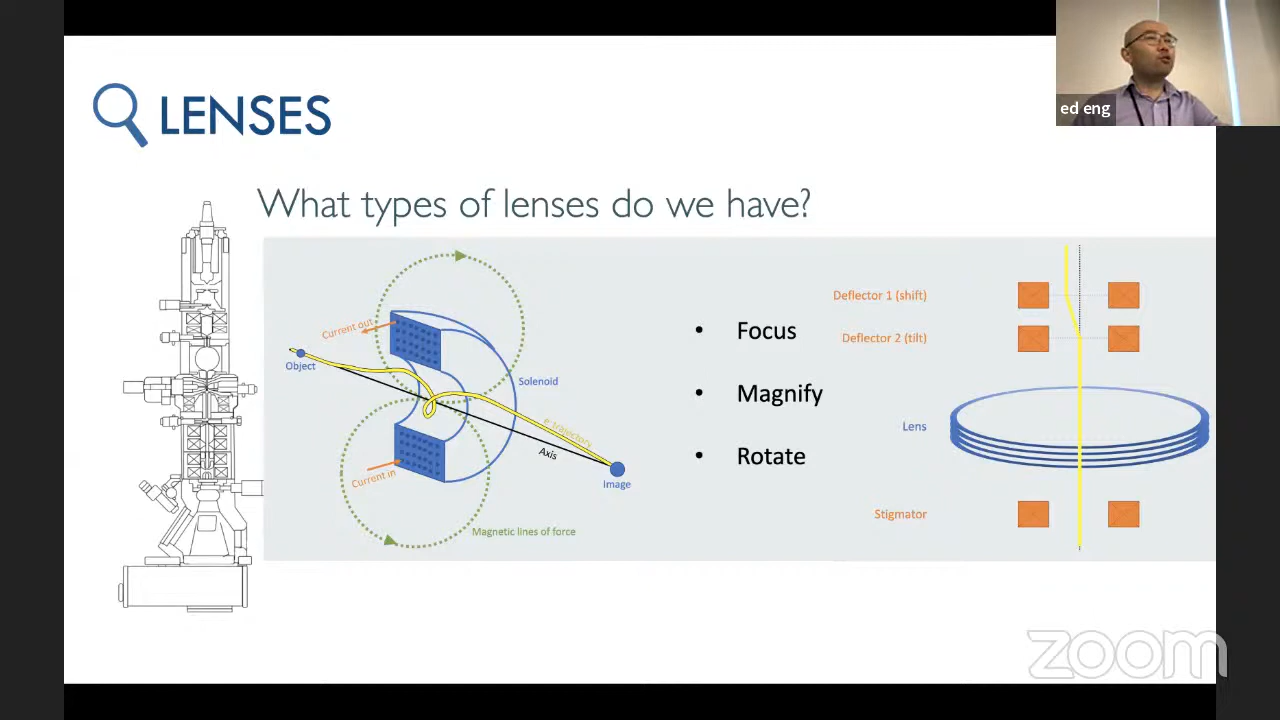 ed eng
LENSES
What types of lenses do we have?
Current out
Object
Solenoid
e-trajectory
Axis
Current in
Image
Magnetic lines of force
• Focus
• Magnify
• Rotate
Deflector 1 (shift)
Deflector 2 (tilt)
Lens
Stigmator
zoom